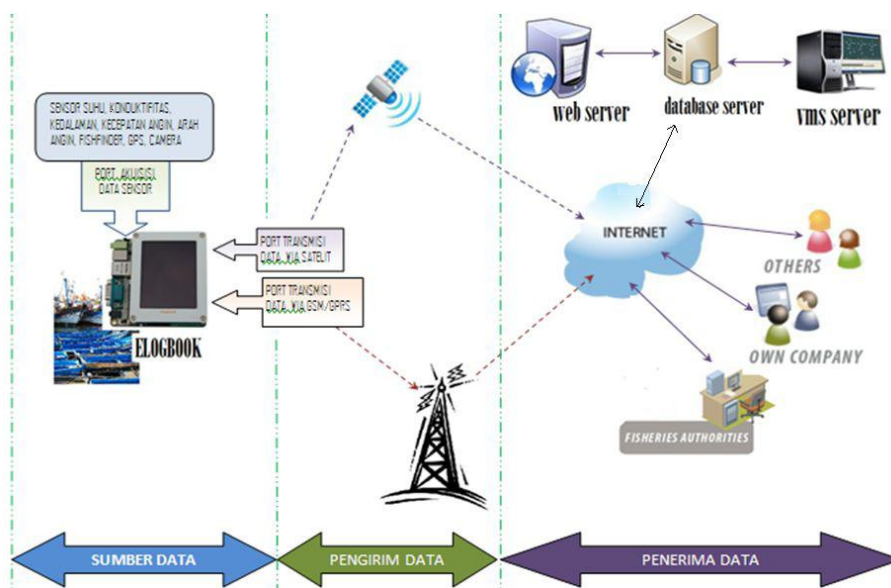 SENSOR SUHU, KONDUKTIFITAS,
KEDALAMAN, KECEPATAN ANGIN, ARAH
ANGIN, FISHFINDER, GPS, CAMERA
PORT AKUISISI
DATA SENSOR
PORT TRANSMISI
DATA VIA SATELIT
PORT TRANSMISI
DATA VIA GSM/GPRS
ELOGBOOK
web server
database server
vms server
INTERNET
OTHERS
OWN COMPANY
FISHERIES AUTHORITIES
SUMBER DATA
PENGIRIM DATA
PENERIMA DATA